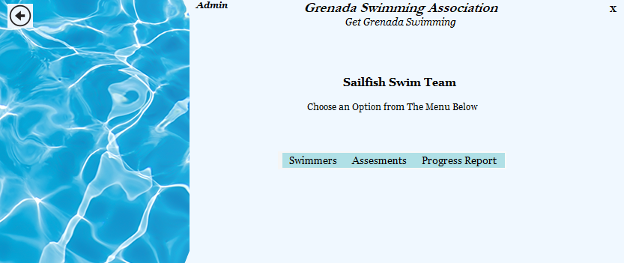 Admin
Grenada Swimming Association
x
Get Grenada Swimming
Sailfish Swim Team
Choose an Option from The Menu Below
Swimmers Assesments Progress Report